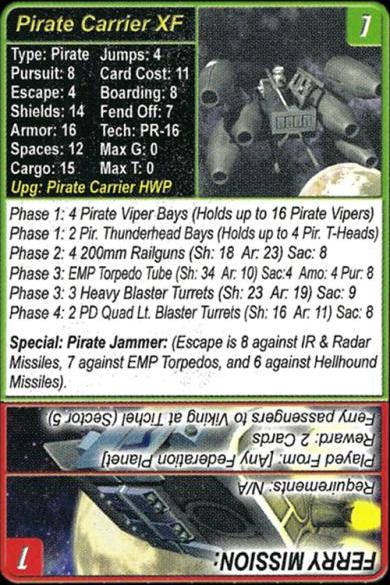 Pirate Carrier XF
1
Type: Pirate Jumps: 4
Pursuit: 8 Card Cost: 11
Escape: 4 Boarding: 8
Shields: 14 Fend Off: 7
Armor: 16 Tech: PR-16
Spaces: 12 Max G: 0
Cargo: 15 Max T: 0
Upg: Pirate Carrier HWP
Phase 1: 4 Pirate Viper Bays (Holds up to 16 Pirate Vipers)
Phase 1: 2 Pir. Thunderhead Bays (Holds up to 4 Pir. T-Heads)
Phase 2: 4 200mm Railguns (Sh: 18 Ar: 23) Sac: 8
Phase 3: EMP Torpedo Tube (Sh: 34 Ar: 10) Sac:4 Amo: 4 Pur: 8
Phase 3: 3 Heavy Blaster Turrets (Sh: 23 Ar: 19) Sac: 9
Phase 4: 2 PD Quad Lt. Blaster Turrets (Sh: 16 Ar: 11) Sac: 8
Special: Pirate Jammer: (Escape is 8 against IR & Radar
Missiles, 7 against EMP Torpedos, and 6 against Hellhound
Missiles).
FERRY MISSION:
1
Requirements: N/A
Played From: [Any Federation Planet]
Reward: 2 Cards
Ferry passengers to Viking at Tichel (Sector 5)